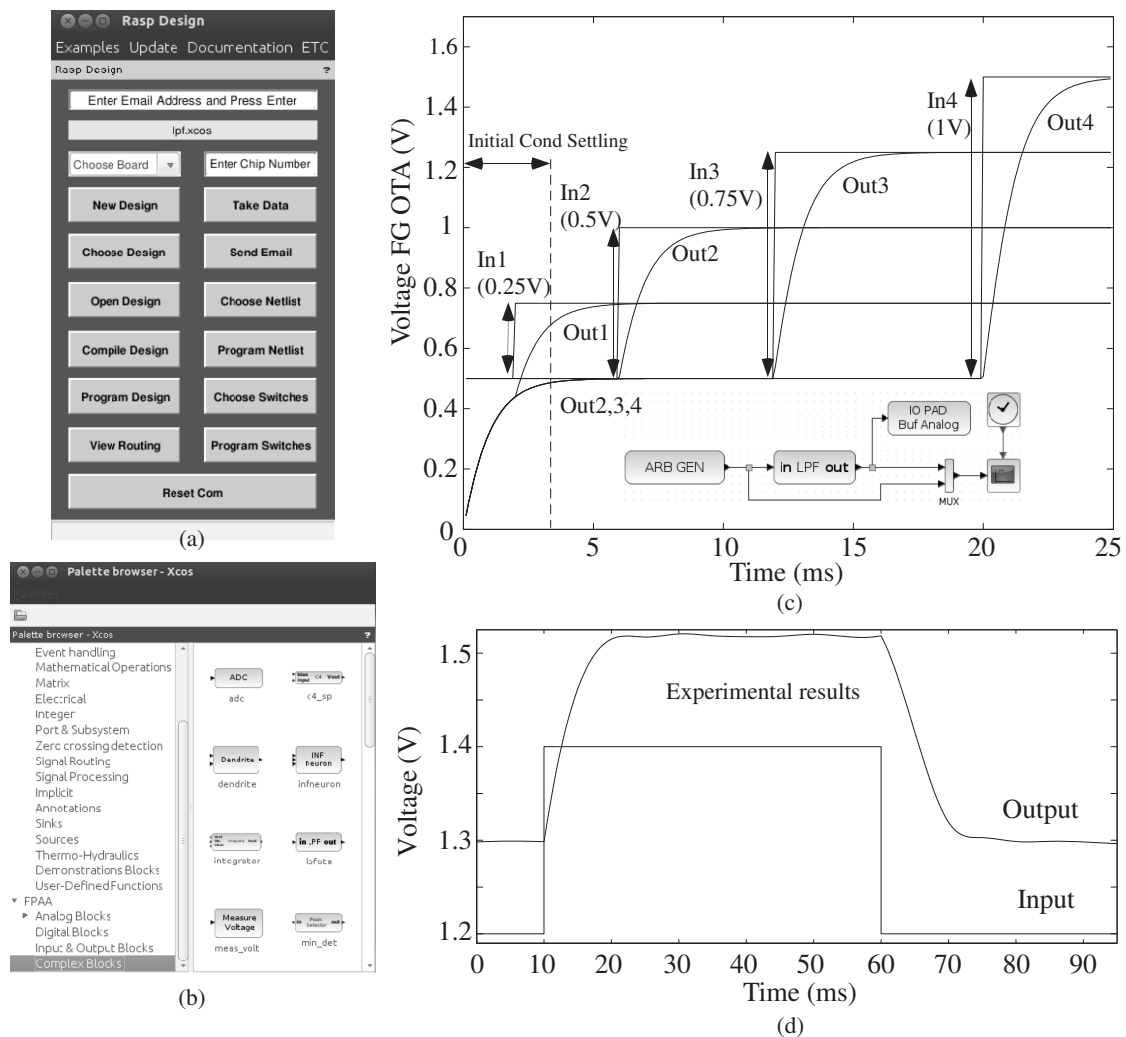 Rasp Design
Examples Update Documentation ETC
Rasp Design ?
Enter Email Address and Press Enter
lpf.xcos
Choose Board Enter Chip Number
New Design Take Data
Choose Design Send Email
Open Design Choose Netlist
Compile Design Program Netlist
Program Design Choose Switches
View Routing Program Switches
Reset Com
(a)
Palette browser - Xcos
Palettes
Palette browser - Xcos ?
Event handling
Mathematical Operations
Matrix
Electrical
Integer
Port & Subsystem
Zero crossing detection
Signal Routing
Signal Processing
Implicit
Annotations
Sinks
Sources
Thermo-Hydraulics
Demonstrations Blocks
User-Defined Functions
FPAA
Analog Blocks
Digital Blocks
Input & Output Blocks
Complex Blocks
ADC
adc
C4 Vout
c4_sp
Dendrite
dendrite
INF
Neuron
infneuron
integrator
in LPF out
Measure
Voltage
meas_volt
in Peak Detector out
min_det
(b)
Voltage FG OTA (V)
1.6
1.4
1.2
1
0.8
0.6
0.4
0.2
0
Initial Cond Settling
In1
(0.25V)
In2
(0.5V)
In3
(0.75V)
In4
(1V)
Out1
Out2
Out3
Out4
Out2,3,4
IO PAD
Buf Analog
ARB GEN
in LPF out
MUX
0 5 10 15 20 25
Time (ms)
(c)
Voltage (V)
1.5
1.4
1.3
1.2
Experimental results
Output
Input
0 10 20 30 40 50 60 70 80 90
Time (ms)
(d)